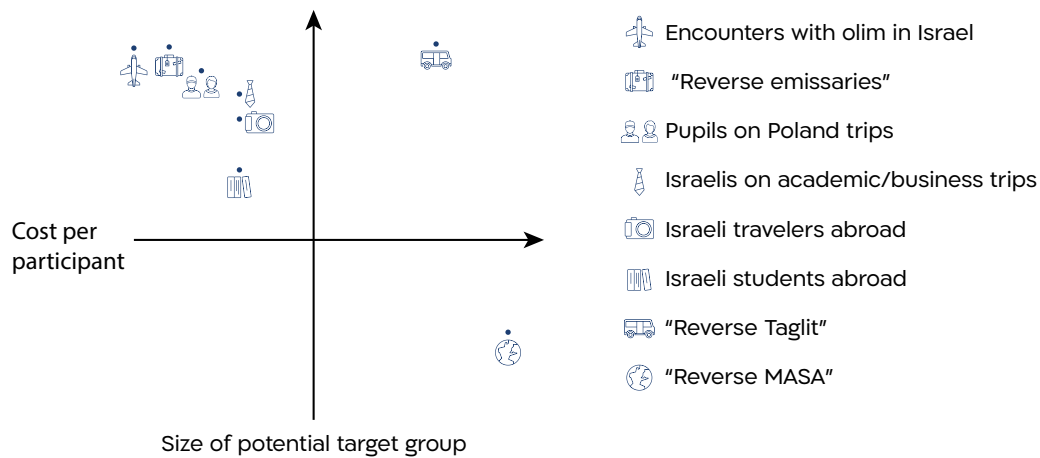 Encounters with olim in Israel
“Reverse emissaries”
Pupils on Poland trips
Israelis on academic/business trips
Israeli travelers abroad
Israeli students abroad
“Reverse Taglit”
“Reverse MASA”
Cost per
participant
Size of potential target group